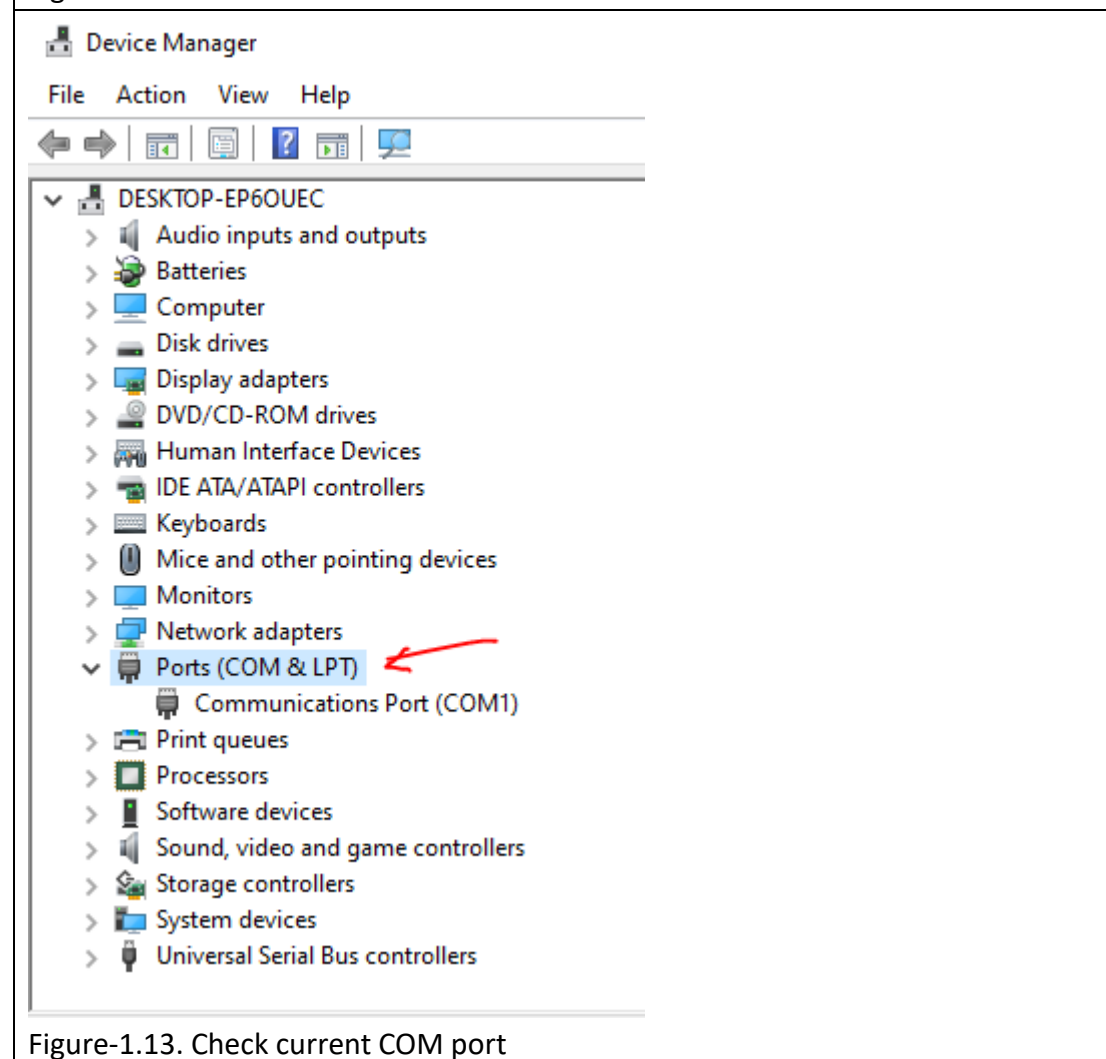 Device Manager
File Action View Help
DESKTOP-EP6OUEC
Audio inputs and outputs
Batteries
Computer
Disk drives
Display adapters
DVD/CD-ROM drives
Human Interface Devices
IDE ATA/ATAPI controllers
Keyboards
Mice and other pointing devices
Monitors
Network adapters
Ports (COM & LPT)
Communications Port (COM1)
Print queues
Processors
Software devices
Sound, video and game controllers
Storage controllers
System devices
Universal Serial Bus controllers
Figure-1.13. Check current COM port